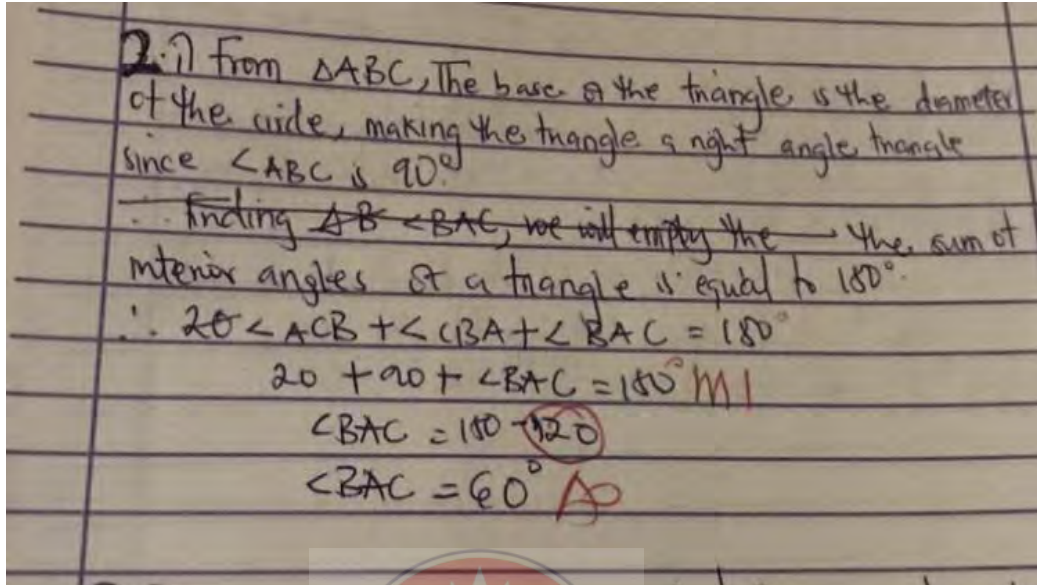 2.i) From ΔABC, The base of the triangle is the diameter
of the circle, making the triangle a right angle triangle
since <ABC is 90°.
∴ finding AB <BAC, we will employ the the sum of
interior angles of a triangle is equal to 180°.
∴ 20 <ACB + <CBA + <BAC = 180°
20 + 90 + <BAC = 180° M1
<BAC = 180 - 120
<BAC = 60° A0